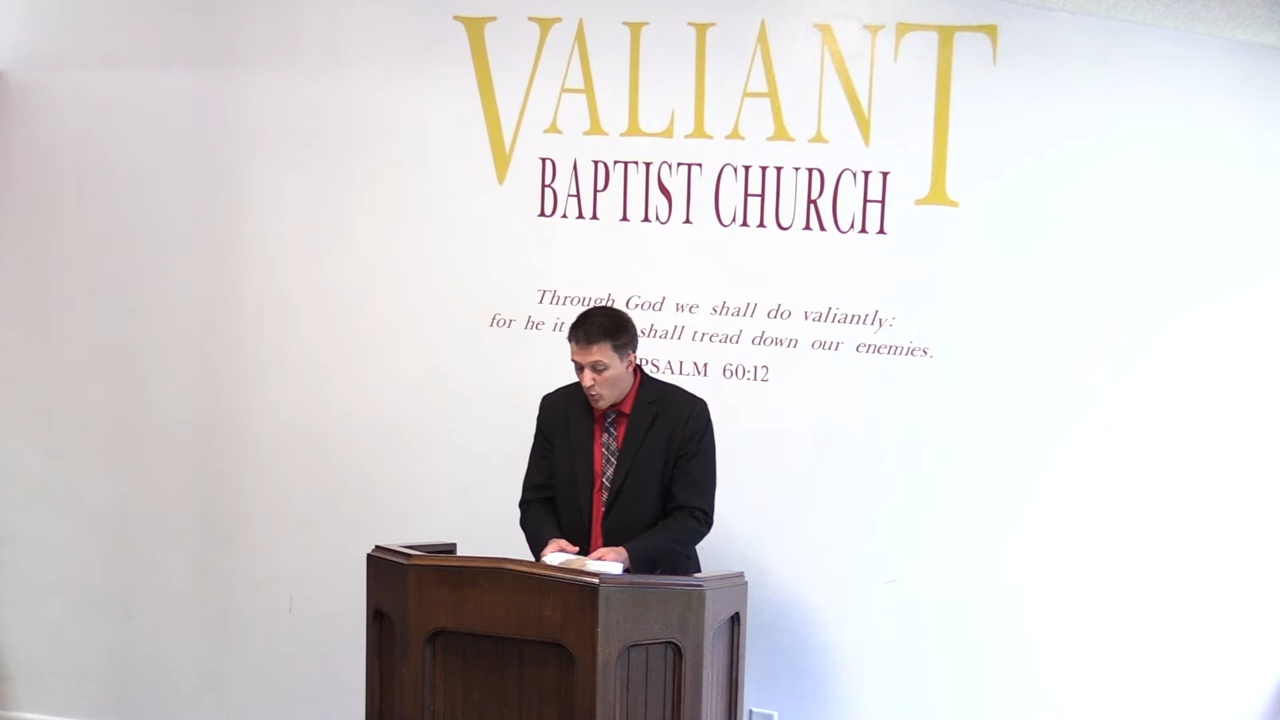 VALIANT
BAPTIST CHURCH
Through God we shall do valiantly:
for he it shall tread down our enemies.
PSALM 60:12